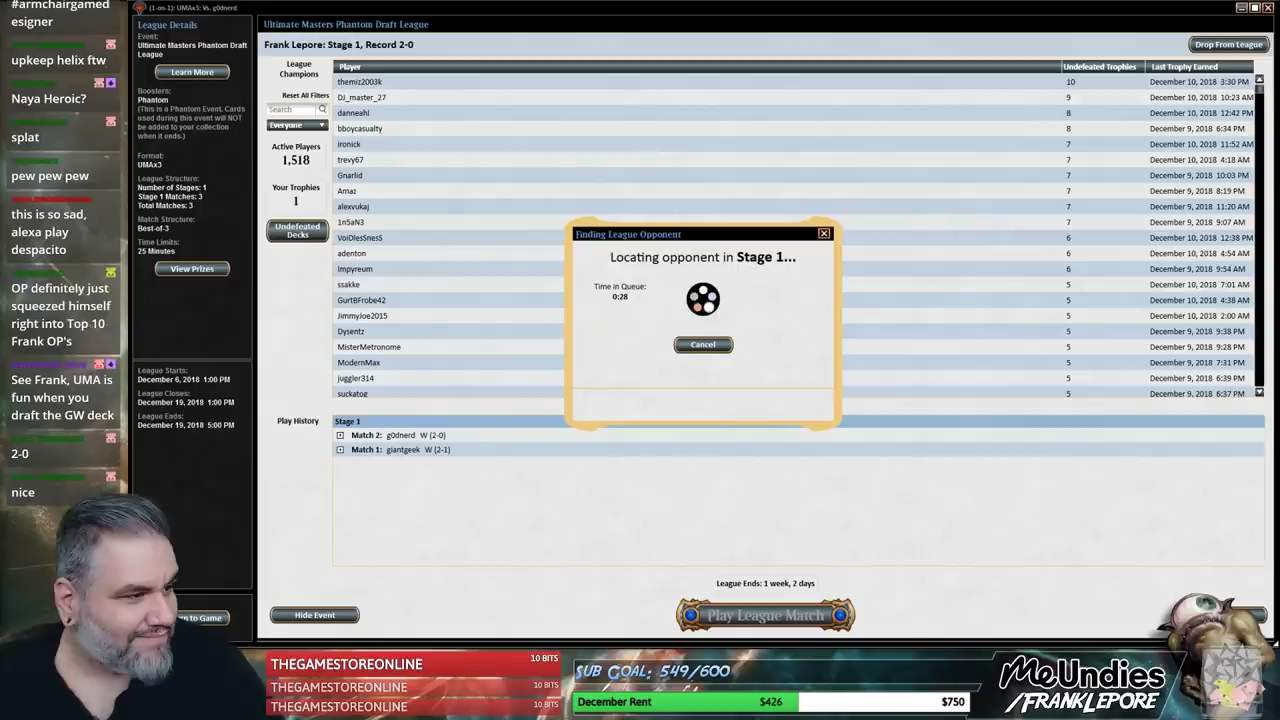 #armchairgamed
esigner
upkeep helix ftw
Naya Heroic?
splat
pew pew pew
this is so sad,
alexa play
despacito
OP definitely just
squeezed himself
right into Top 10
Frank OP's
See Frank, UMA is
fun when you
draft the GW deck
2-0
nice
(1-on-1): UMAx3: Vs. g0dnerd
League Details
Event:
Ultimate Masters Phantom Draft
League
Learn More
Boosters:
Phantom
(This is a Phantom Event. Cards
used during this event will NOT
be added to your collection
when it ends.)
Format:
UMAx3
League Structure:
Number of Stages: 1
Stage 1 Matches: 3
Total Matches: 3
Match Structure:
Best-of-3
Time Limits:
25 Minutes
View Prizes
League Starts:
December 6, 2018 1:00 PM
League Closes:
December 19, 2018 1:00 PM
League Ends:
December 19, 2018 5:00 PM
to Game
Ultimate Masters Phantom Draft League
Frank Lepore: Stage 1, Record 2-0
Drop From League
League
Champions
Reset All Filters
Search
Everyone
Active Players
1,518
Your Trophies
1
Undefeated
Decks
Player Undefeated Trophies Last Trophy Earned
themiz2003k 10 December 10, 2018 3:30 PM
DJ_master_27 9 December 10, 2018 10:23 AM
danneahl 8 December 10, 2018 12:42 PM
bboycasualty 8 December 9, 2018 6:34 PM
ironick 7 December 10, 2018 11:52 AM
trevy67 7 December 10, 2018 4:18 AM
Gnarlid 7 December 9, 2018 10:03 PM
Amaz 7 December 9, 2018 8:19 PM
alexvukaj 7 December 9, 2018 11:20 AM
1n5aN3 7 December 9, 2018 9:07 AM
VoiDlesSnesS 6 December 10, 2018 12:38 PM
adenton 6 December 10, 2018 4:54 AM
impyreum 6 December 10, 2018 9:54 AM
ssakke 5 December 10, 2018 7:01 AM
GurtBFrobe42 5 December 10, 2018 4:38 AM
JimmyJoe2015 5 December 10, 2018 2:00 AM
Dysentz 5 December 9, 2018 9:38 PM
MisterMetronome 5 December 9, 2018 9:28 PM
ModernMax 5 December 9, 2018 7:31 PM
juggler314 5 December 9, 2018 6:39 PM
suckatog 5 December 9, 2018 6:37 PM
Finding League Opponent
Locating opponent in Stage 1...
Time in Queue:
0:28
Cancel
Play History
Stage 1
Match 2: g0dnerd W (2-0)
Match 1: giantgeek W (2-1)
League Ends: 1 week, 2 days
Hide Event
Play League Match
THEGAMESTOREONLINE 10 BITS
THEGAMESTOREONLINE 10 BITS
THEGAMESTOREONLINE 10 BITS
SUB GOAL: 549/600
December Rent $426 $750
MeUndies
/FRANKLEPORE